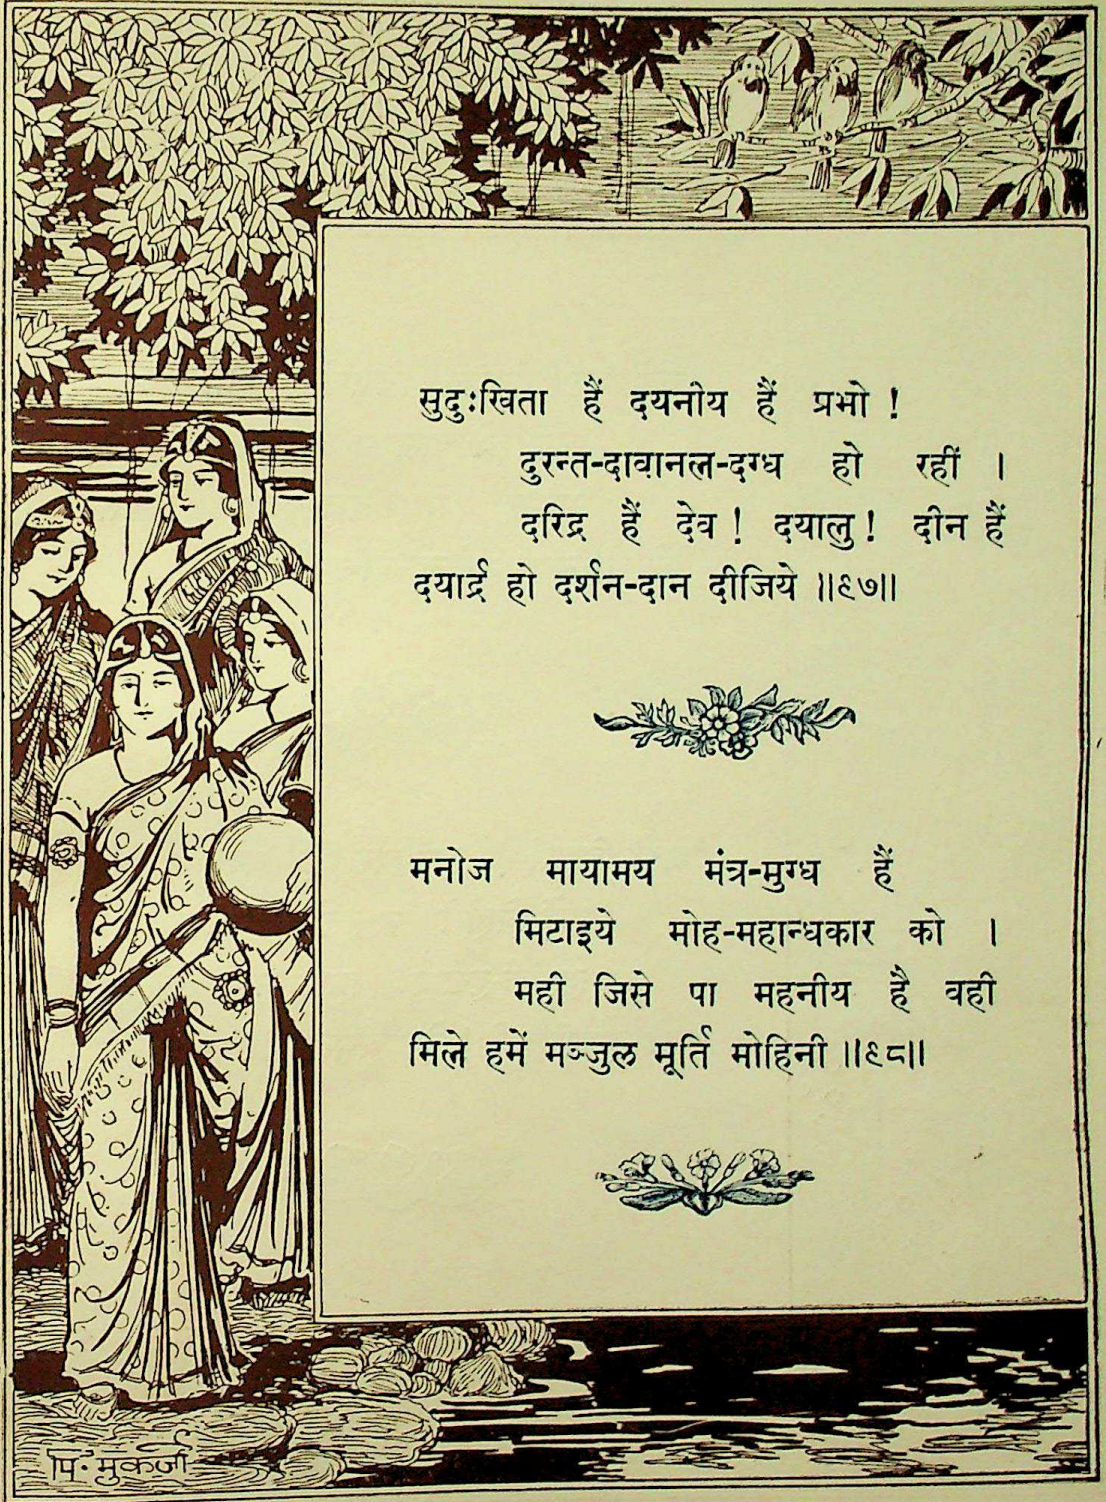 सुदुःखिता हैं दयनीय हैं प्रभो !
दुरन्त-दावानल-दग्ध हो रहीं ।
दरिद्र हैं देव ! दयालु ! दीन हैं
दयार्द्र हो दर्शन-दान दीजिये ॥९७॥
मनोज मायामय मंत्र-मुग्ध हैं
मिटाइये मोह-महान्धकार को ।
मही जिसे पा महनीय है वही
मिले हमें मञ्जुल मूर्ति मोहिनी ॥९८॥
पि. मुकर्जी